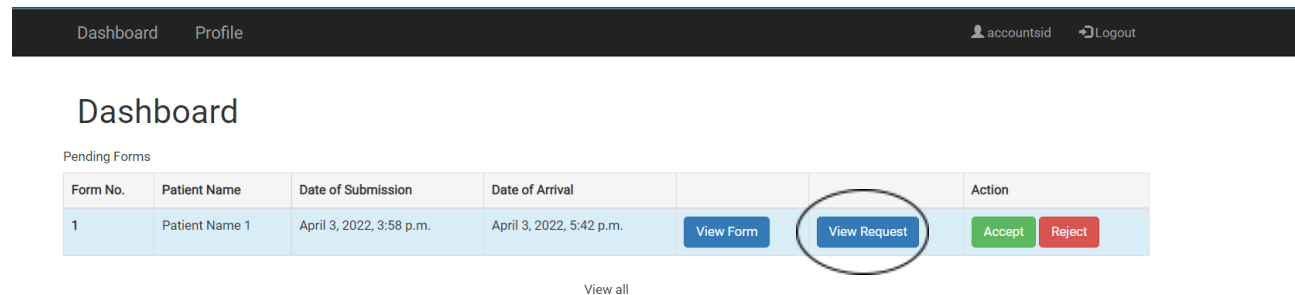 Dashboard Profile accountsid Logout
Dashboard
Pending Forms
Form No. Patient Name Date of Submission Date of Arrival Action
1 Patient Name 1 April 3, 2022, 3:58 p.m. April 3, 2022, 5:42 p.m. View Form View Request Accept Reject
View all